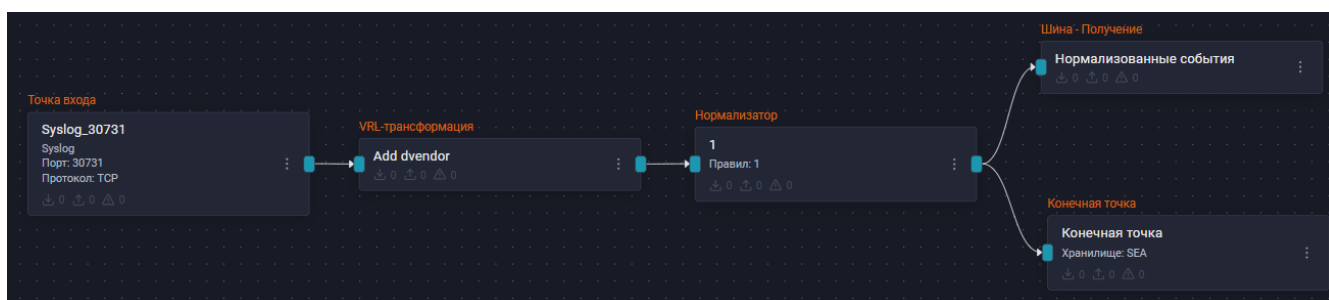 Точка входа
Syslog_30731
Syslog
Порт: 30731
Протокол: TCP
0 0 0
VRL-трансформация
Add dvendor
0 0 0
Нормализатор
1
Правил: 1
0 0 0
Шина - Получение
Нормализованные события
0 0 0
Конечная точка
Конечная точка
Хранилище: SEA
0 0 0